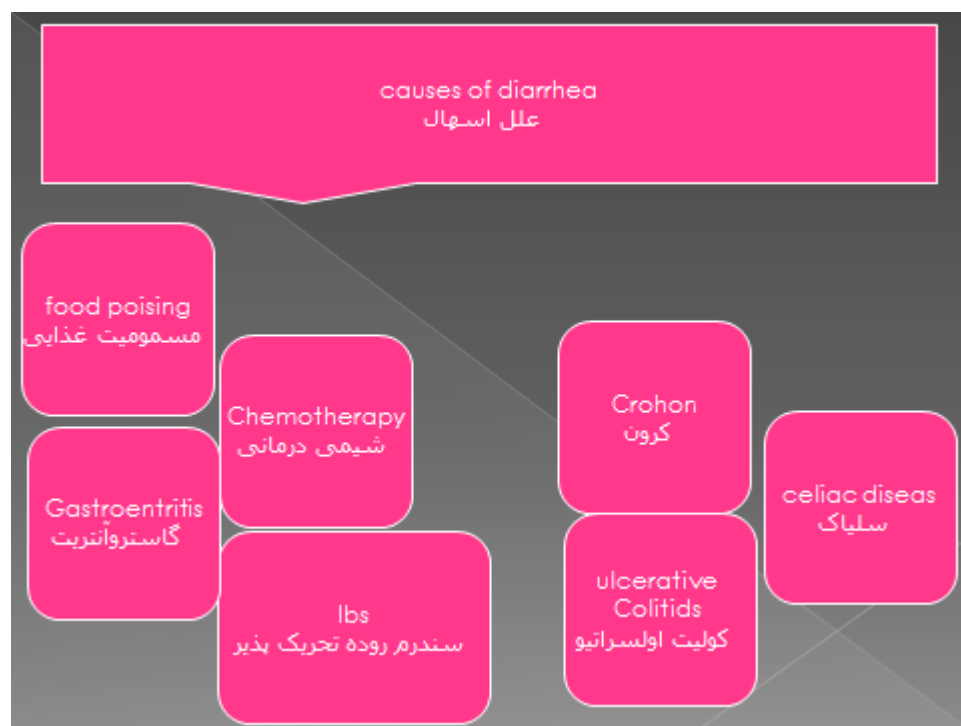 causes of diarrhea
علل اسهال
food poising
مسمومیت غذایی
Gastroentritis
گاستروآنتریت
Chemotherapy
شیمی درمانی
Ibs
سندرم روده تحریک پذیر
Crohon
کرون
ulcerative
Colitids
کولیت اولسراتیو
celiac diseas
سلیاک